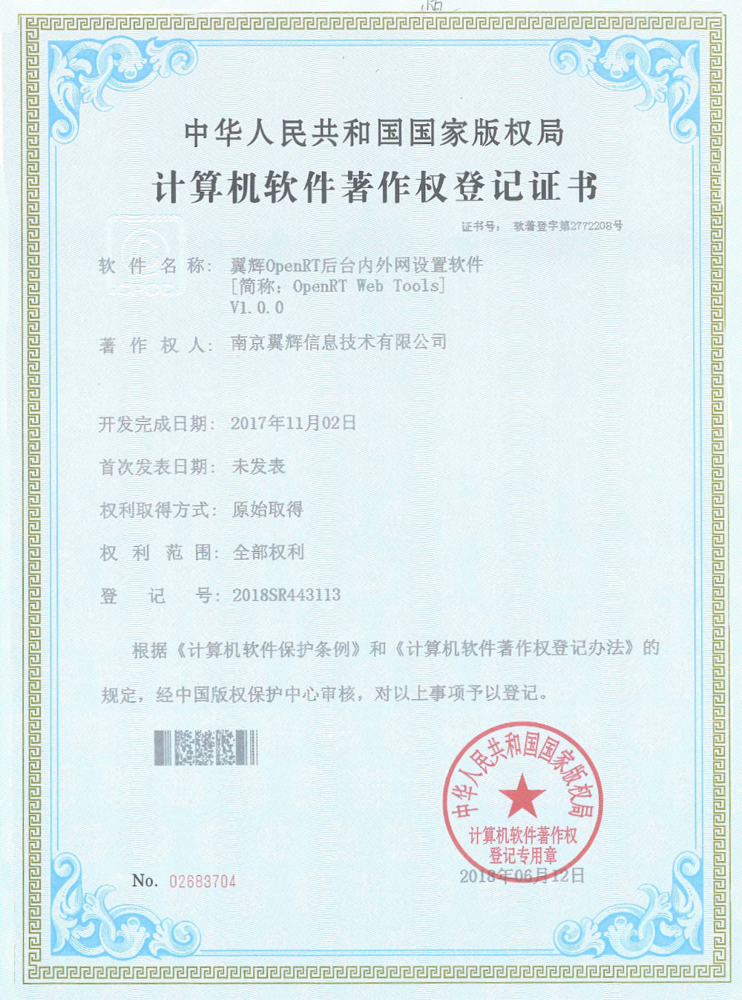 中华人民共和国国家版权局
计算机软件著作权登记证书
证书号： 软著登字第2772208号
软件名称： 翼辉OpenRT后台内外网设置软件
[简称：OpenRT Web Tools]
V1.0.0
著作权人： 南京翼辉信息技术有限公司
开发完成日期： 2017年11月02日
首次发表日期： 未发表
权利取得方式： 原始取得
权利范围： 全部权利
登记号： 2018SR443113
根据《计算机软件保护条例》和《计算机软件著作权登记办法》的
规定，经中国版权保护中心审核，对以上事项予以登记。
中华人民共和国国家版权局
计算机软件著作权
登记专用章
2018年06月12日
No. 02683704